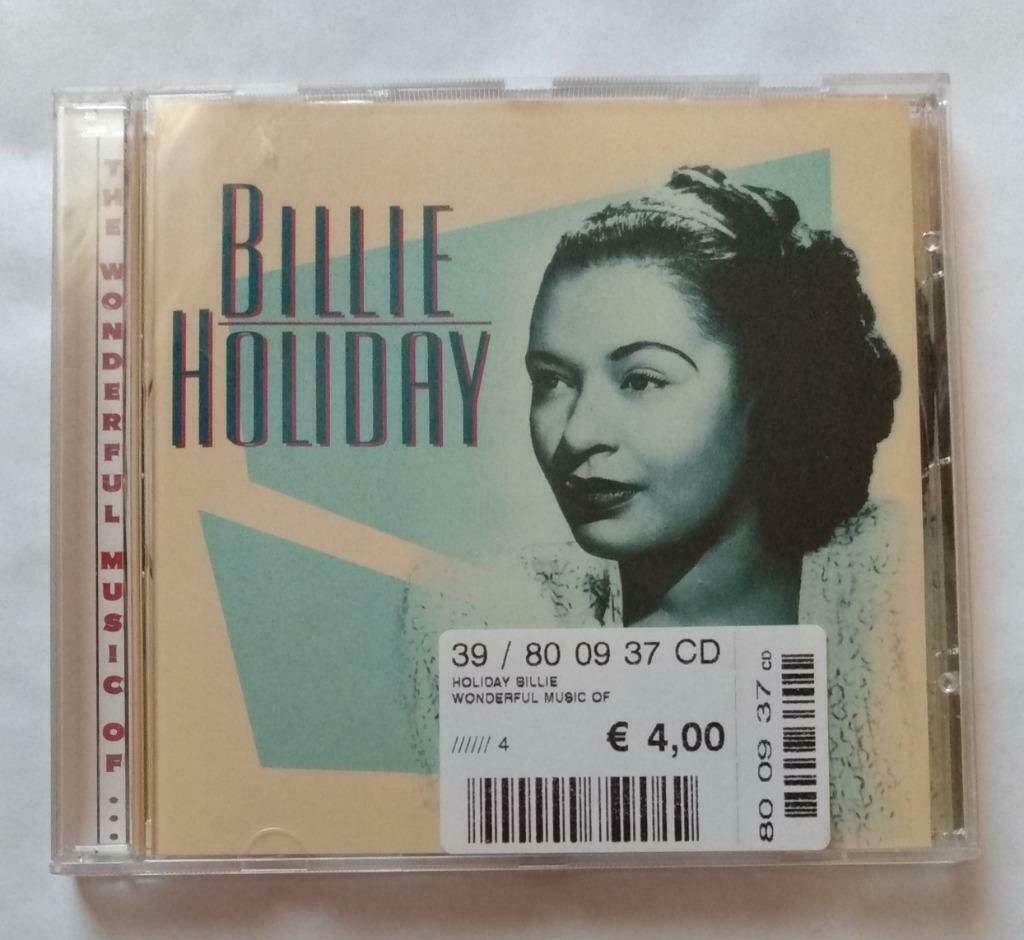 THE WONDERFUL MUSIC OF ....
BILLIE
HOLIDAY
39 / 80 09 37 CD
HOLIDAY BILLIE
WONDERFUL MUSIC OF
////// 4
€ 4,00
80 09 37 CD